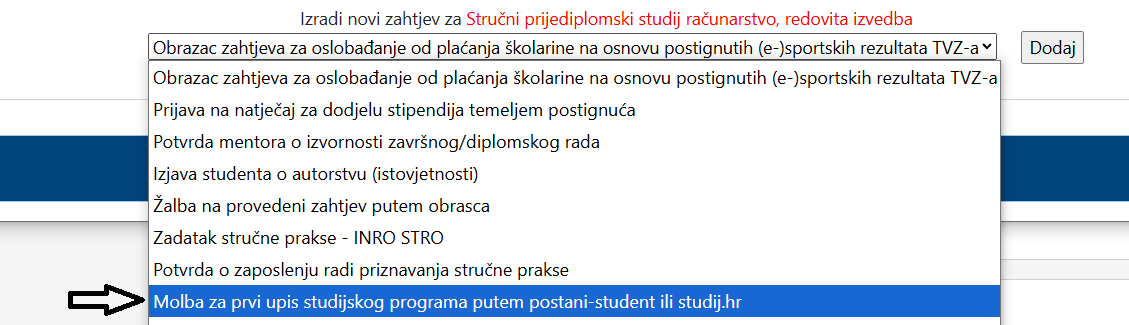 Izradi novi zahtjev za Stručni prijediplomski studij računarstvo, redovita izvedba
Obrazac zahtjeva za oslobađanje od plaćanja školarine na osnovu postignutih (e-)sportskih rezultata TVZ-a Dodaj
Obrazac zahtjeva za oslobađanje od plaćanja školarine na osnovu postignutih (e-)sportskih rezultata TVZ-a
Prijava na natječaj za dodjelu stipendija temeljem postignuća
Potvrda mentora o izvornosti završnog/diplomskog rada
Izjava studenta o autorstvu (istovjetnosti)
Žalba na provedeni zahtjev putem obrasca
Zadatak stručne prakse - INRO STRO
Potvrda o zaposlenju radi priznavanja stručne prakse
Molba za prvi upis studijskog programa putem postani-student ili studij.hr